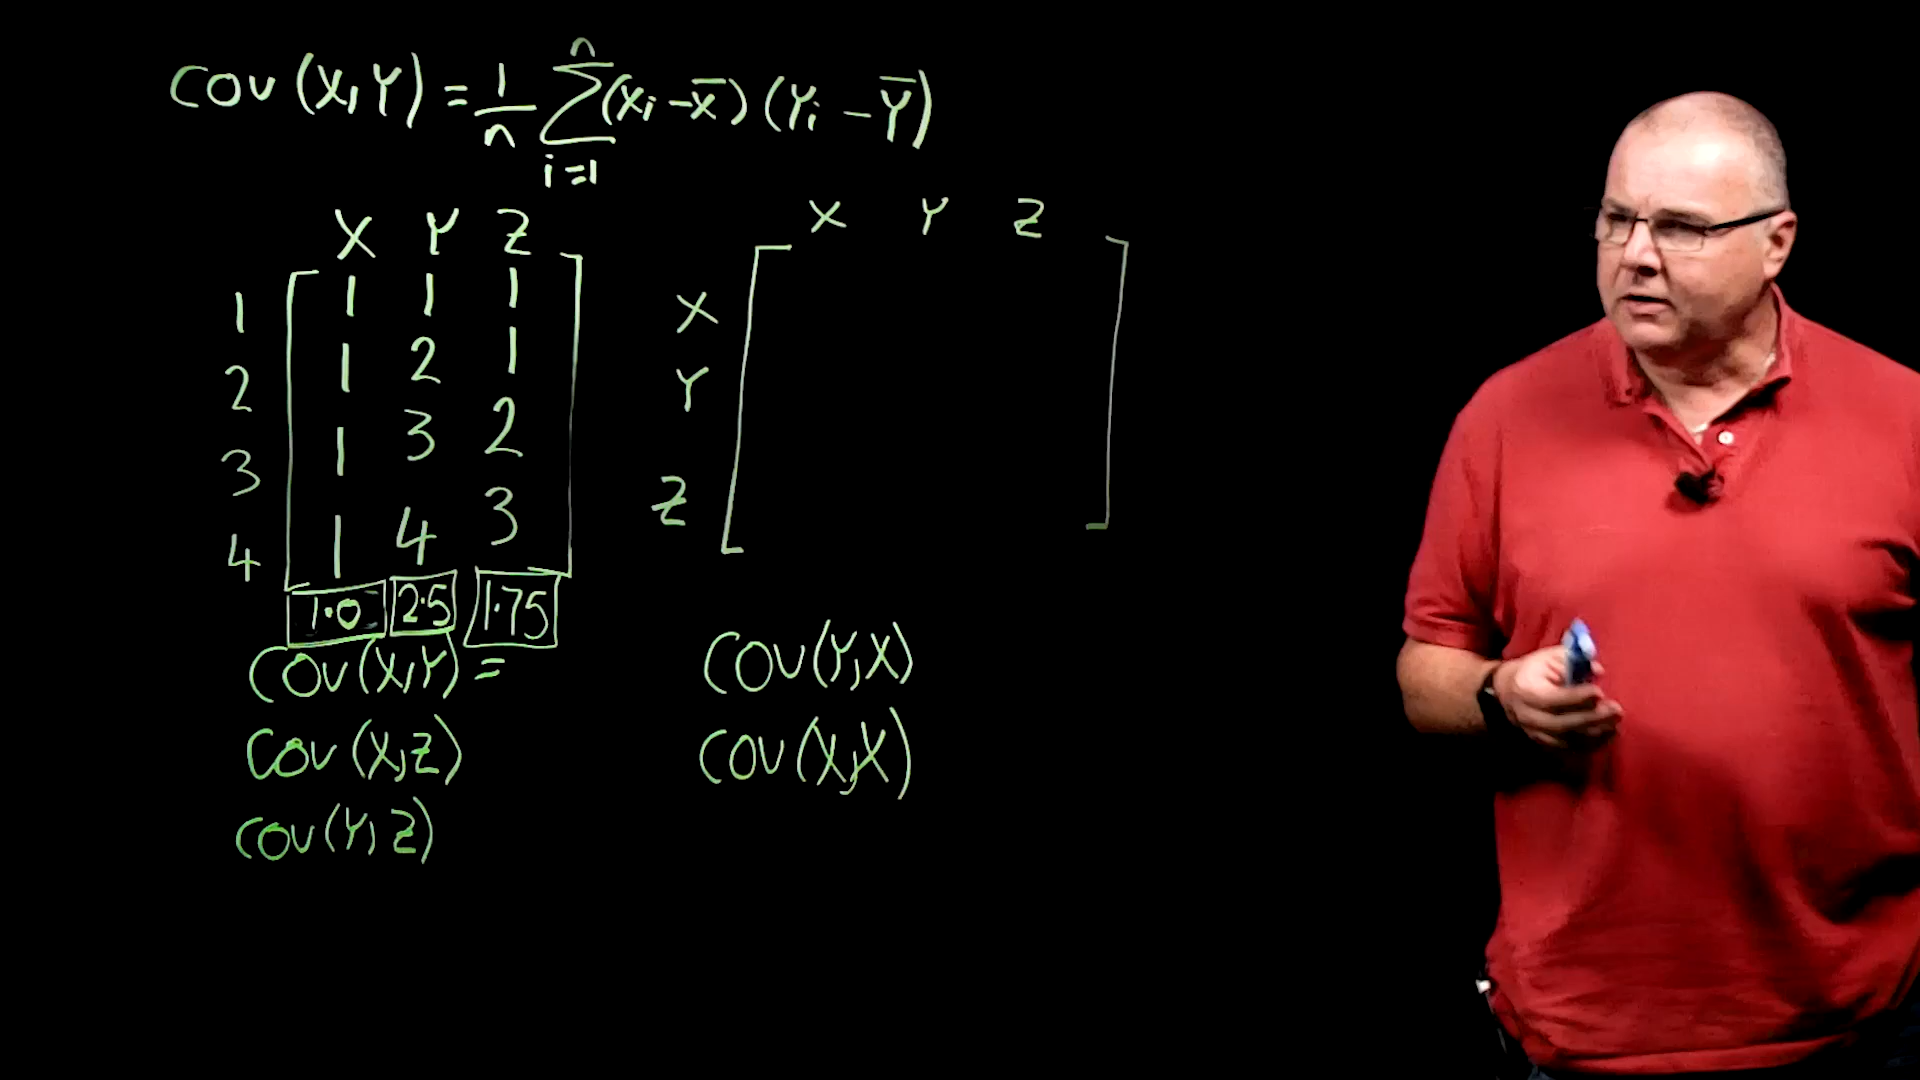 COV (X, Y) = 1/n n Σ i=1 (Xi - X̅) (Yi - Y̅)
X Y Z
1 1 1 1
2 1 2 1
3 1 3 2
4 1 4 3
1.0 2.5 1.75
X Y Z
X
Y
Z
COV (X, Y) =
COV (X, Z)
COV (Y, Z)
COV (Y, X)
COV (X, X)